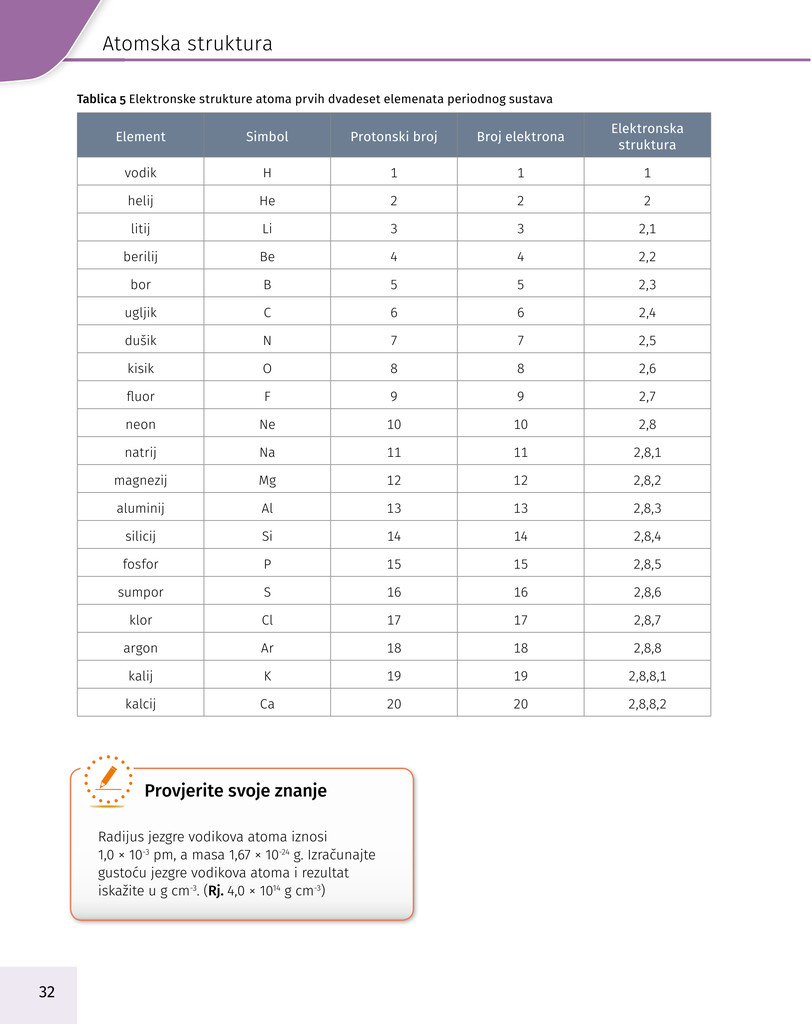 Atomska struktura
Tablica 5 Elektronske strukture atoma prvih dvadeset elemenata periodnog sustava
Element Simbol Protonski broj Broj elektrona Elektronska struktura
vodik H 1 1 1
helij He 2 2 2
litij Li 3 3 2,1
berilij Be 4 4 2,2
bor B 5 5 2,3
ugljik C 6 6 2,4
dušik N 7 7 2,5
kisik O 8 8 2,6
fluor F 9 9 2,7
neon Ne 10 10 2,8
natrij Na 11 11 2,8,1
magnezij Mg 12 12 2,8,2
aluminij Al 13 13 2,8,3
silicij Si 14 14 2,8,4
fosfor P 15 15 2,8,5
sumpor S 16 16 2,8,6
klor Cl 17 17 2,8,7
argon Ar 18 18 2,8,8
kalij K 19 19 2,8,8,1
kalcij Ca 20 20 2,8,8,2
Provjerite svoje znanje
Radijus jezgre vodikova atoma iznosi
1,0 × 10⁻³ pm, a masa 1,67 × 10⁻²⁴ g. Izračunajte
gustoću jezgre vodikova atoma i rezultat
iskažite u g cm⁻³. (Rj. 4,0 × 10¹⁴ g cm⁻³)
32